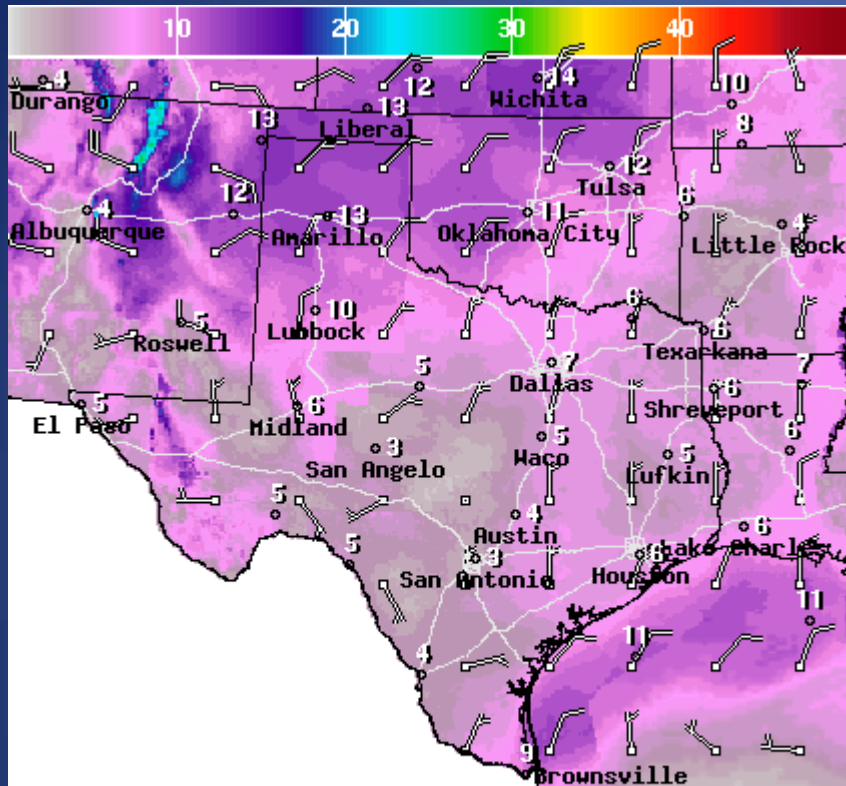 10 20 30 40
4 12 14
Durango Wichita 10
13
13 Liberal 8
12
Tulsa
4 12 13 11 6 4
Albuquerque Amarillo Oklahoma City Little Rock
5 10 6
Roswell Lubbock 6
Texarkana
5 7 7
Dallas
5 6 6
El Paso Midland Shreveport
3 5 5 6
San Angelo Waco Lufkin
5 4 6
Austin
5 3 6 Lake Charles
San Antonio Houston
11
11
4
9
Brownsville